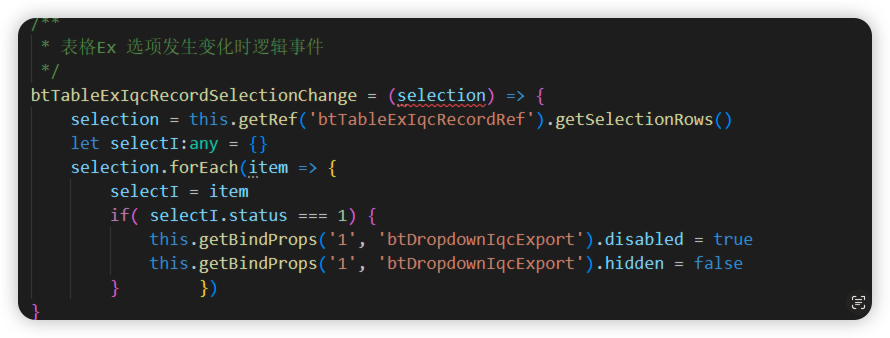 /**
* 表格Ex 选项发生变化时逻辑事件
*/
btTableExIqcRecordSelectionChange = (selection) => {
selection = this.getRef('btTableExIqcRecordRef').getSelectionRows()
let selectI:any = {}
selection.forEach(item => {
selectI = item
if( selectI.status === 1) {
this.getBindProps('1', 'btDropdownIqcExport').disabled = true
this.getBindProps('1', 'btDropdownIqcExport').hidden = false
}        })
}